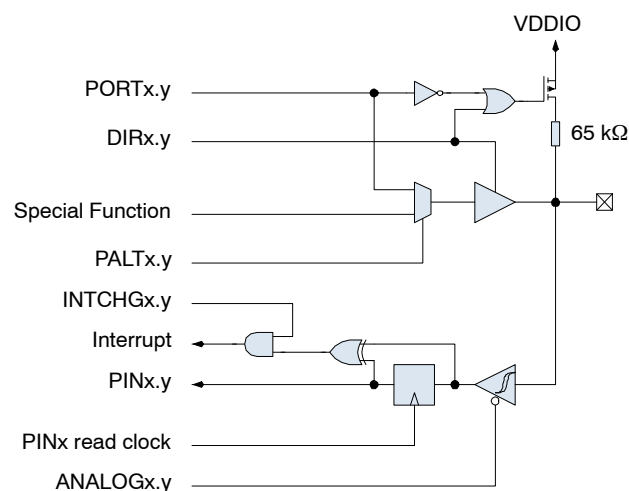 VDDIO
PORTx.y
65 kΩ
DIRx.y
Special Function
PALTx.y
INTCHGx.y
Interrupt
PINx.y
PINx read clock
ANALOGx.y